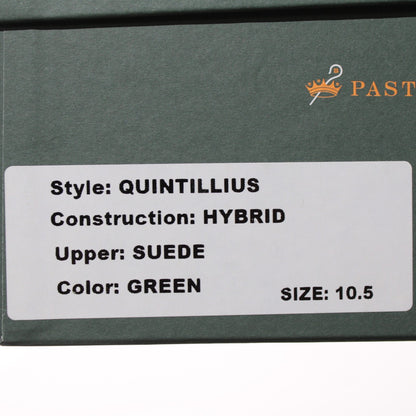 PAST
Style: QUINTILLIUS
Construction: HYBRID
Upper: SUEDE
Color: GREEN
SIZE: 10.5